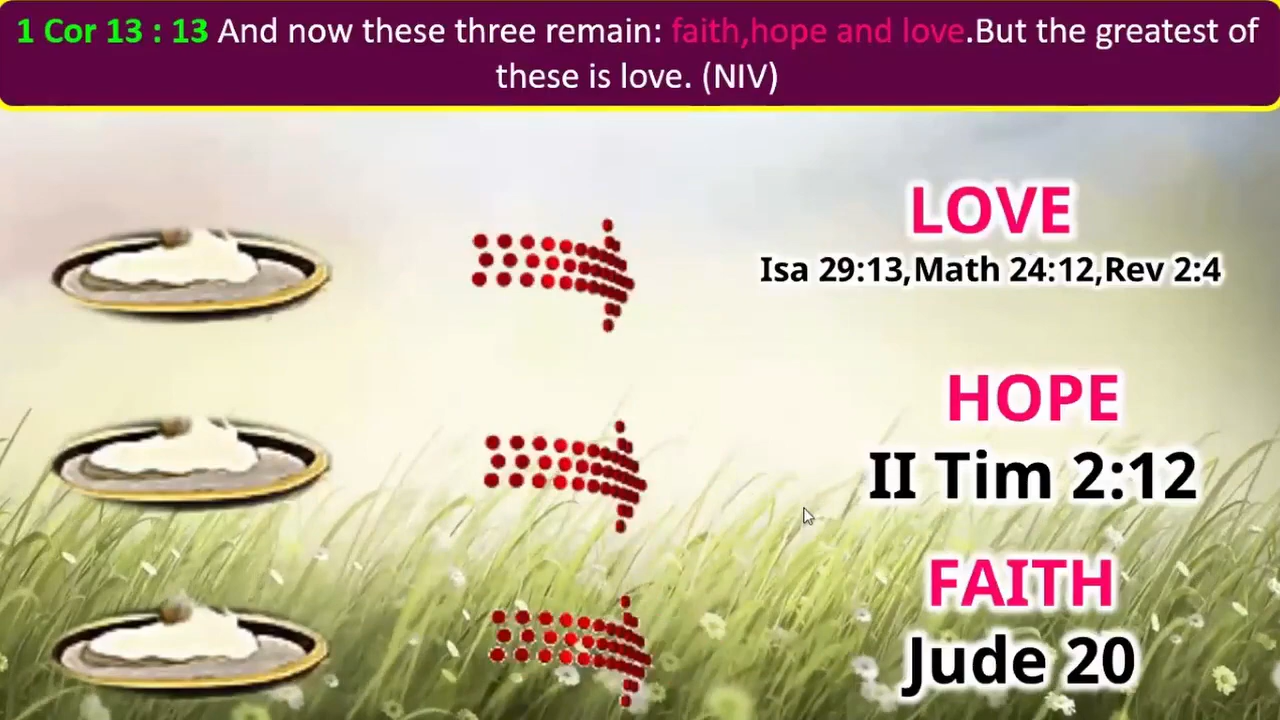 1 Cor 13 : 13 And now these three remain: faith,hope and love.But the greatest of
these is love. (NIV)
LOVE
Isa 29:13,Math 24:12,Rev 2:4
HOPE
II Tim 2:12
FAITH
Jude 20